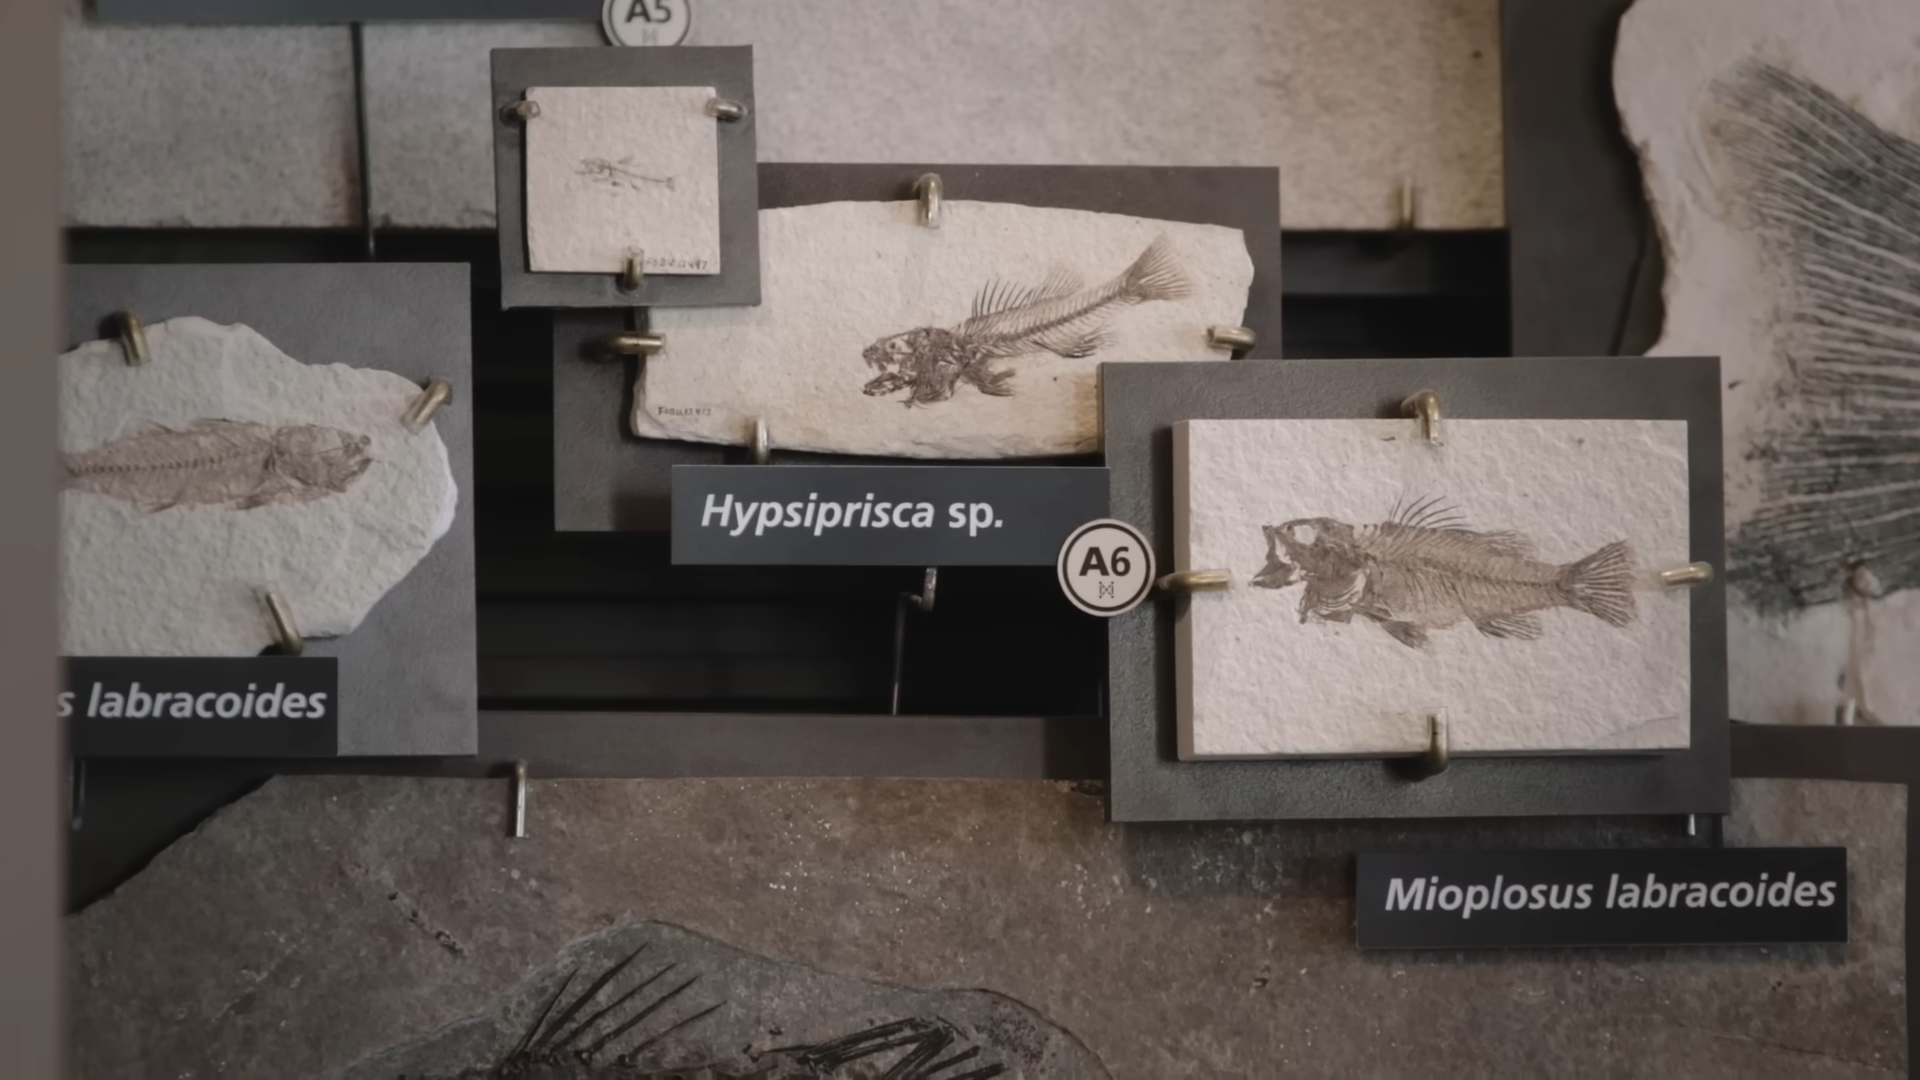 A5
Hypsiprisca sp.
A6
s labracoides
Mioplosus labracoides